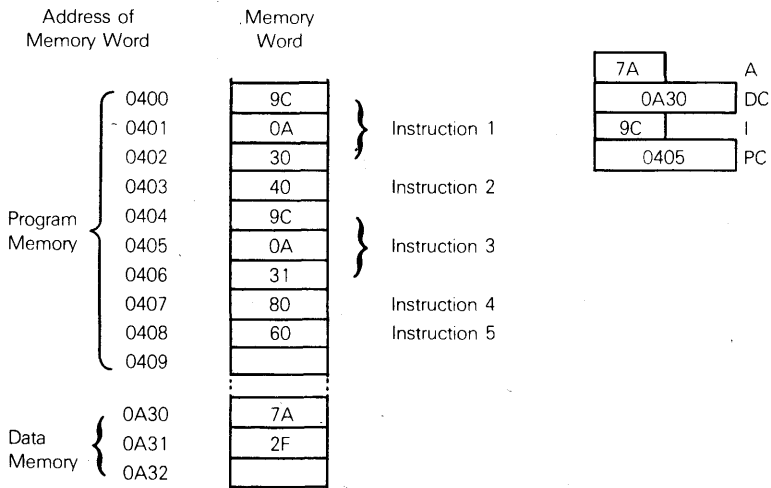 Address of Memory
Memory Word Word
7A A
0400 9C 0A30 DC
0401 0A Instruction 1 9C I
0402 30 0405 PC
0403 40 Instruction 2
0404 9C
Program 0405 0A Instruction 3
Memory
0406 31
0407 80 Instruction 4
0408 60 Instruction 5
0409
0A30 7A
Data 0A31 2F
Memory 0A32